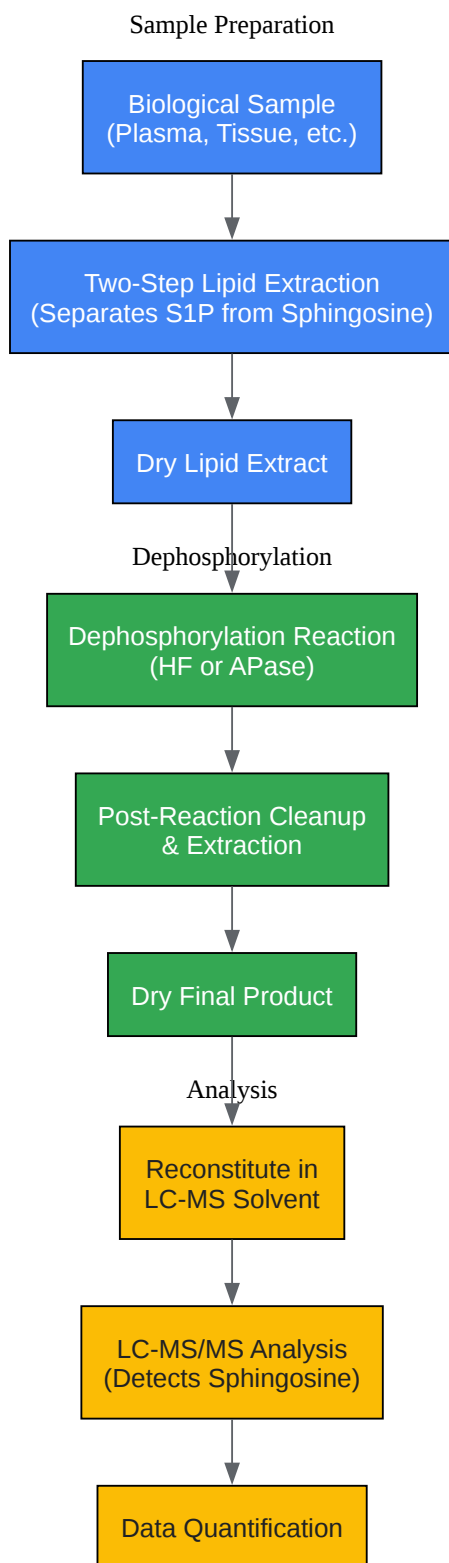 Sample Preparation
Biological Sample
(Plasma, Tissue, etc.)
Two-Step Lipid Extraction
(Separates S1P from Sphingosine)
Dry Lipid Extract
Dephosphorylation
Dephosphorylation Reaction
(HF or APase)
Post-Reaction Cleanup
& Extraction
Dry Final Product
Analysis
Reconstitute in
LC-MS Solvent
LC-MS/MS Analysis
(Detects Sphingosine)
Data Quantification